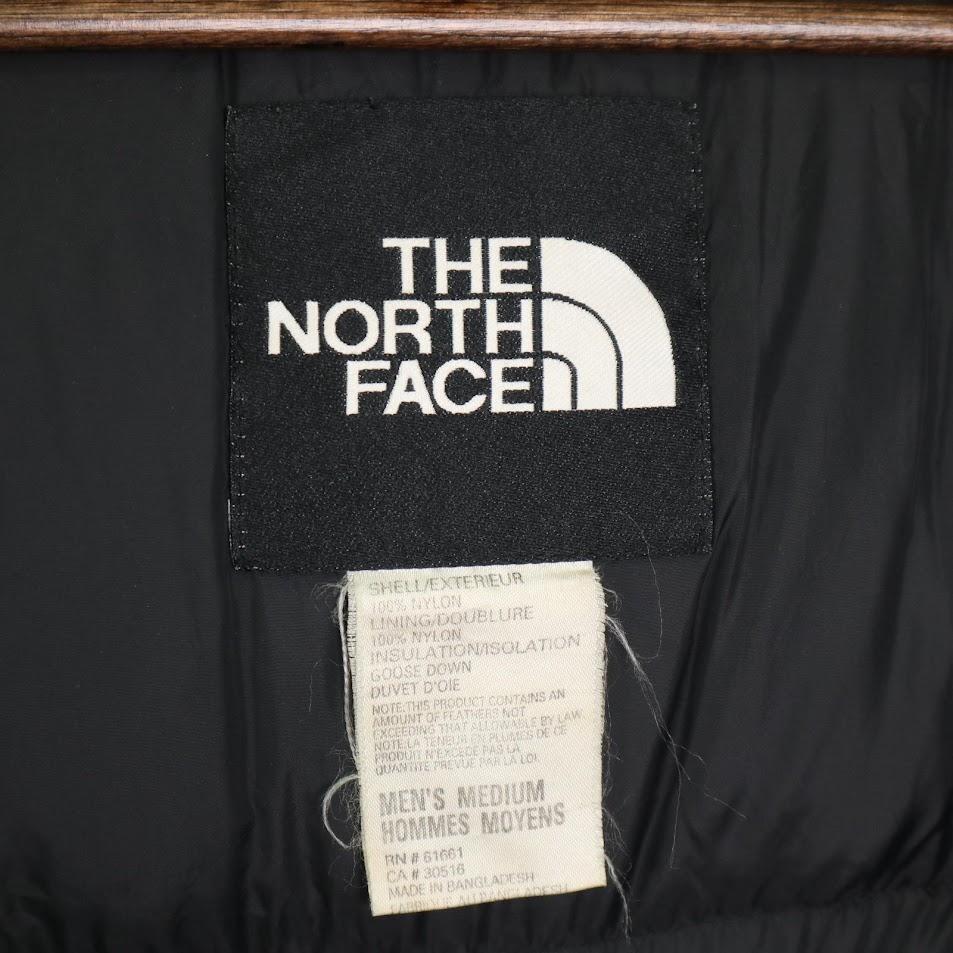 THE
NORTH
FACE
SHELL/EXTERIEUR
100% NYLON
LINING/DOUBLURE
100% NYLON
INSULATION/ISOLATION
GOOSE DOWN
DUVET D'OIE
NOTE:THIS PRODUCT CONTAINS AN
AMOUNT OF FEATHERS NOT
EXCEEDING THAT ALLOWABLE BY LAW
NOTE:LA TENEUR EN PLUMES DE CE
PRODUIT N'EXCEDE PAS LA
QUANTITE PREVUE PAR LA LOI.
MEN'S MEDIUM
HOMMES MOYENS
RN # 61661
CA # 30516
MADE IN BANGLADESH
FABRIQUE AU BANGLADESH